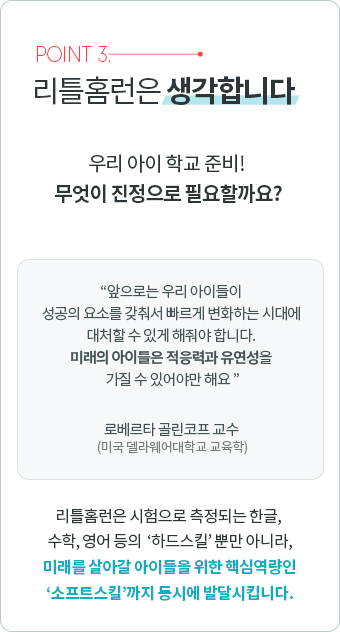 POINT 3.
리틀홈런은 생각합니다
우리 아이 학교 준비!
무엇이 진정으로 필요할까요?
“앞으로는 우리 아이들이
성공의 요소를 갖춰서 빠르게 변화하는 시대에
대처할 수 있게 해줘야 합니다.
미래의 아이들은 적응력과 유연성을
가질 수 있어야만 해요 ”
로베르타 골린코프 교수
(미국 델라웨어대학교 교육학)
리틀홈런은 시험으로 측정되는 한글,
수학, 영어 등의 ‘하드스킬’ 뿐만 아니라,
미래를 살아갈 아이들을 위한 핵심역량인
‘소프트스킬’까지 동시에 발달시킵니다.